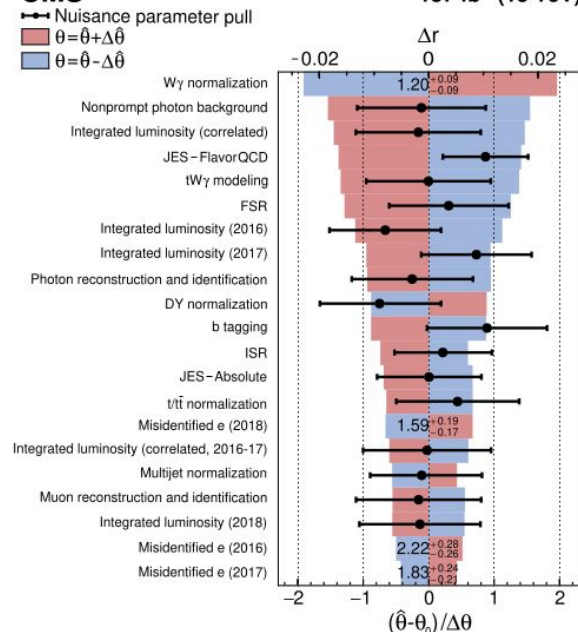 Nuisance parameter pull
θ=θ̂+Δθ̂
θ=θ̂-Δθ̂
Δr
-0.02 0 0.02
Wγ normalization 1.20 +0.09 -0.09
Nonprompt photon background
Integrated luminosity (correlated)
JES-FlavorQCD
tWγ modeling
FSR
Integrated luminosity (2016)
Integrated luminosity (2017)
Photon reconstruction and identification
DY normalization
b tagging
ISR
JES-Absolute
t/tt̄ normalization
Misidentified e (2018) 1.59 +0.19 -0.17
Integrated luminosity (correlated, 2016-17)
Multijet normalization
Muon reconstruction and identification
Integrated luminosity (2018)
Misidentified e (2016) 2.22 +0.28 -0.26
Misidentified e (2017) 1.83 +0.24 -0.21
-2 -1 0 1 2
(θ̂-θ₀)/Δθ